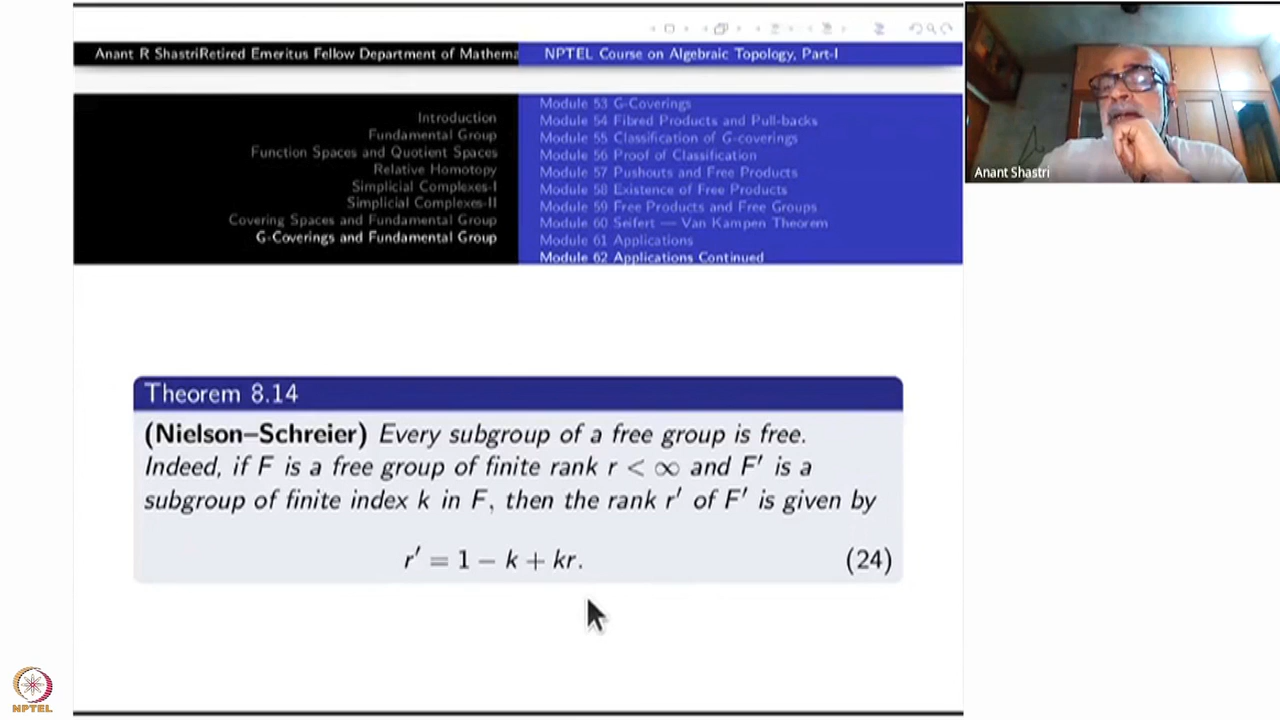 Anant R ShastriRetired Emeritus Fellow Department of Mathema
NPTEL Course on Algebraic Topology, Part-I
Introduction
Fundamental Group
Function Spaces and Quotient Spaces
Relative Homotopy
Simplicial Complexes-I
Simplicial Complexes-II
Covering Spaces and Fundamental Group
G-Coverings and Fundamental Group
Module 53 G-Coverings
Module 54 Fibred Products and Pull-backs
Module 55 Classification of G-coverings
Module 56 Proof of Classification
Module 57 Pushouts and Free Products
Module 58 Existence of Free Products
Module 59 Free Products and Free Groups
Module 60 Seifert — Van Kampen Theorem
Module 61 Applications
Module 62 Applications Continued
Anant Shastri
Theorem 8.14
(Nielson–Schreier) Every subgroup of a free group is free.
Indeed, if F is a free group of finite rank r < ∞ and F′ is a
subgroup of finite index k in F, then the rank r′ of F′ is given by
r′ = 1 − k + kr. (24)
NPTEL